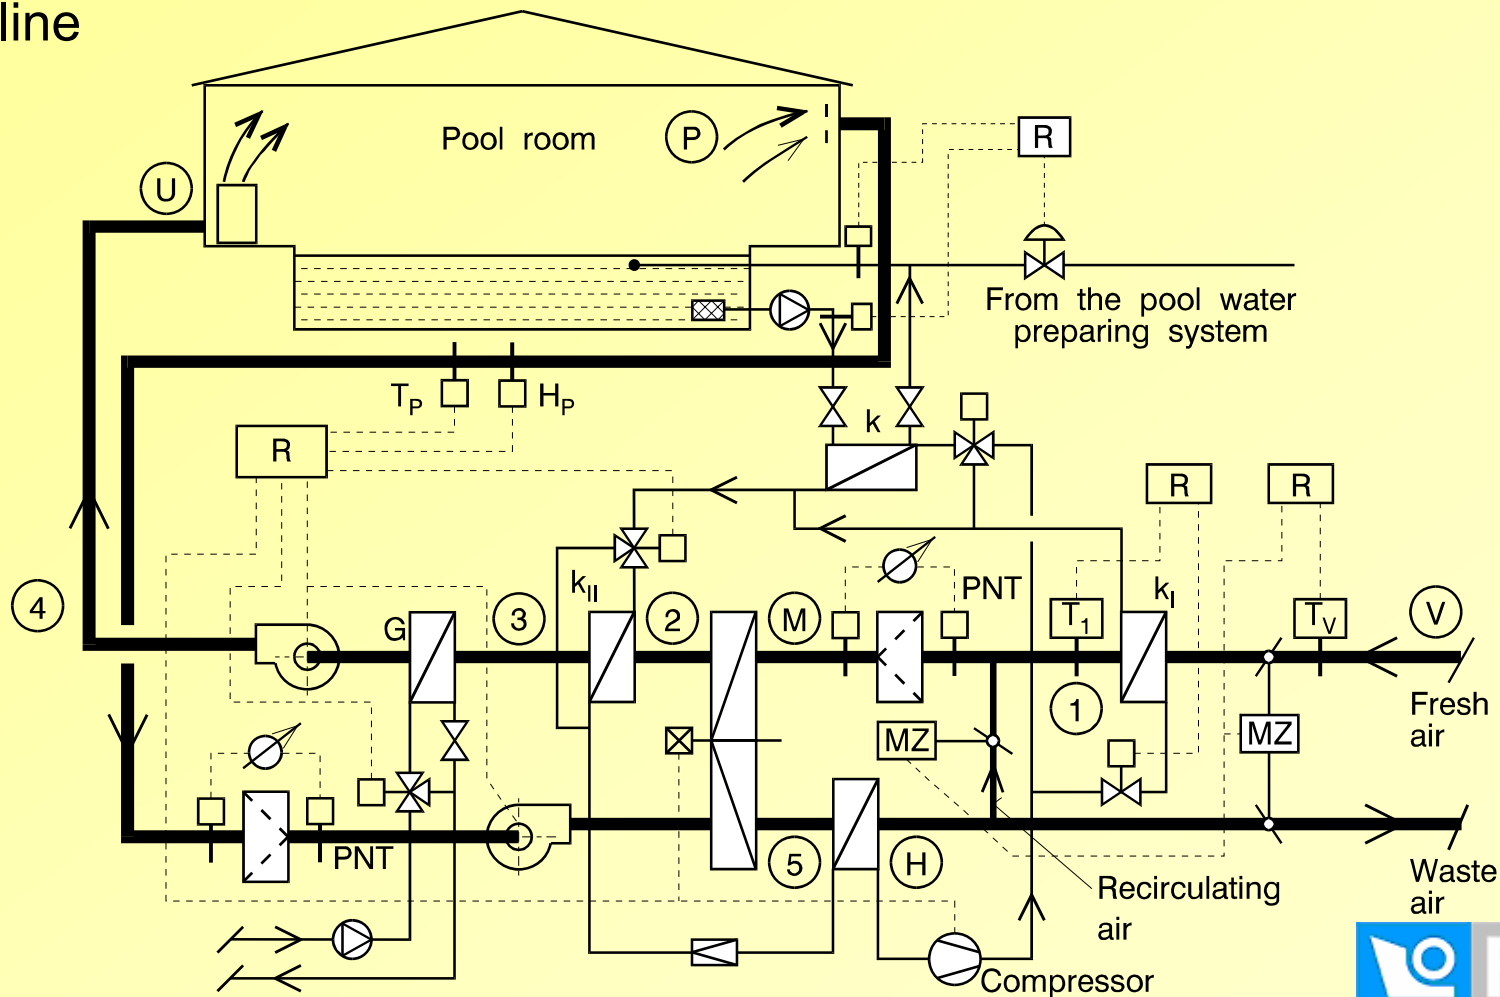 line
Pool room
P
R
U
From the pool water
preparing system
TP
HP
k
R
R
R
PNT
kII
kI
4
G
3
2
M
T1
TV
V
1
Fresh
air
MZ
MZ
PNT
5
H
Waste
air
Recirculating
air
Compressor